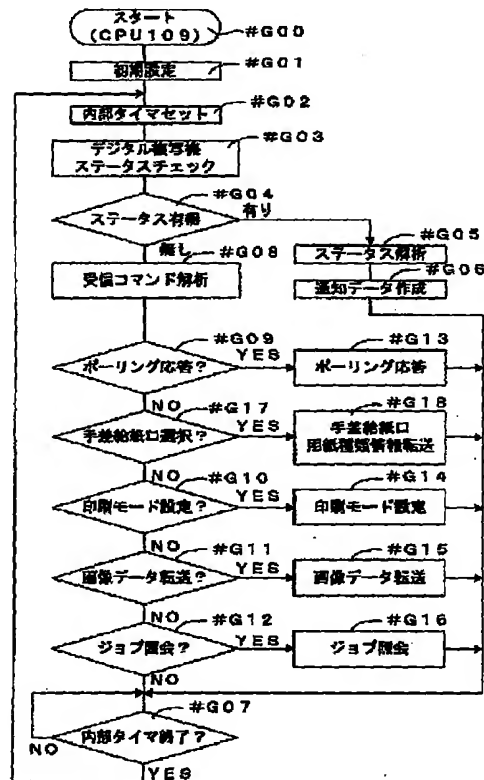 スタート
(CPU109)
#G00
初期設定
#G01
内部タイマセット
#G02
デジタル複写機
ステータスチェック
#G03
ステータス有無
#G04
有り
無し
ステータス解析
#G05
通知データ作成
#G06
受信コマンド解析
#G08
ポーリング応答?
#G09
YES
ポーリング応答
#G13
NO
手差給紙口選択?
#G17
YES
手差給紙口
用紙種類情報転送
#G18
NO
印刷モード設定?
#G10
YES
印刷モード設定
#G14
NO
画像データ転送?
#G11
YES
画像データ転送
#G15
NO
ジョブ照会?
#G12
YES
ジョブ照会
#G16
NO
内部タイマ終了?
#G07
NO
YES